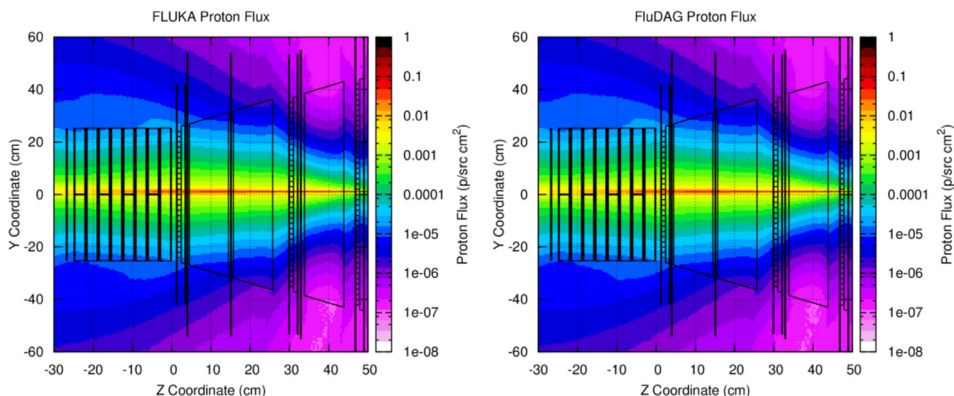 FLUKA Proton Flux
60
40
20
0
-20
-40
-60
Y Coordinate (cm)
-30 -20 -10 0 10 20 30 40 50
Z Coordinate (cm)
1
0.1
0.01
0.001
0.0001
1e-05
1e-06
1e-07
1e-08
Proton Flux (p/src cm²)
FluDAG Proton Flux
60
40
20
0
-20
-40
-60
Y Coordinate (cm)
-30 -20 -10 0 10 20 30 40 50
Z Coordinate (cm)
1
0.1
0.01
0.001
0.0001
1e-05
1e-06
1e-07
1e-08
Proton Flux (p/src cm²)